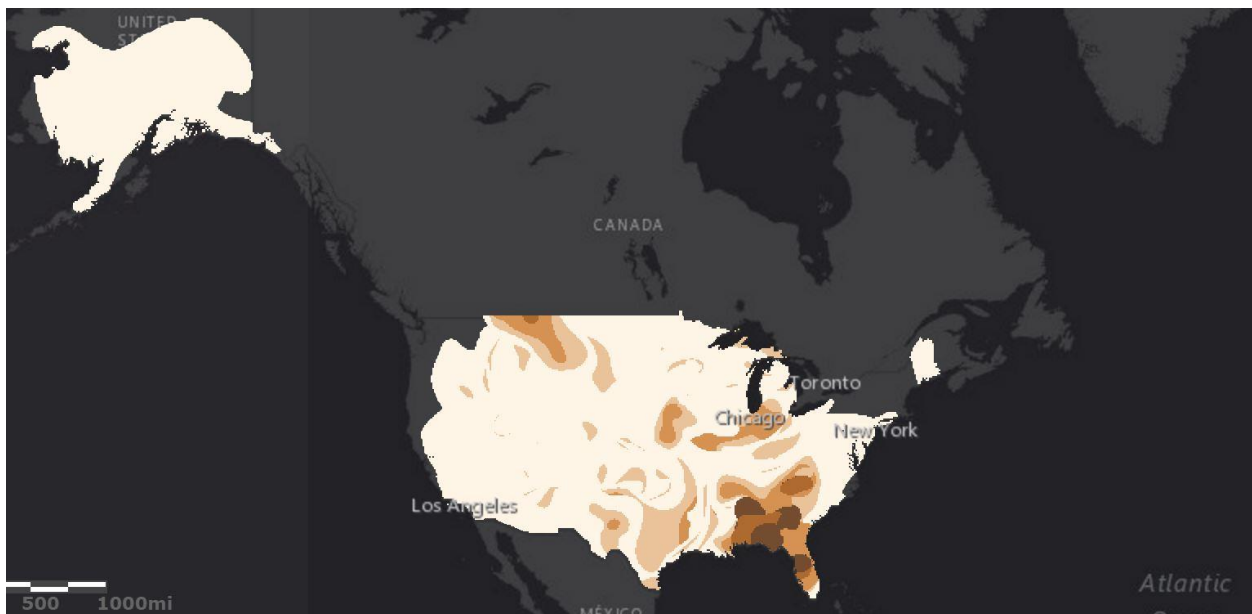 UNITED
CANADA
Toronto
Chicago
New York
Los Angeles
Atlantic
500 1000mi
MÉXICO